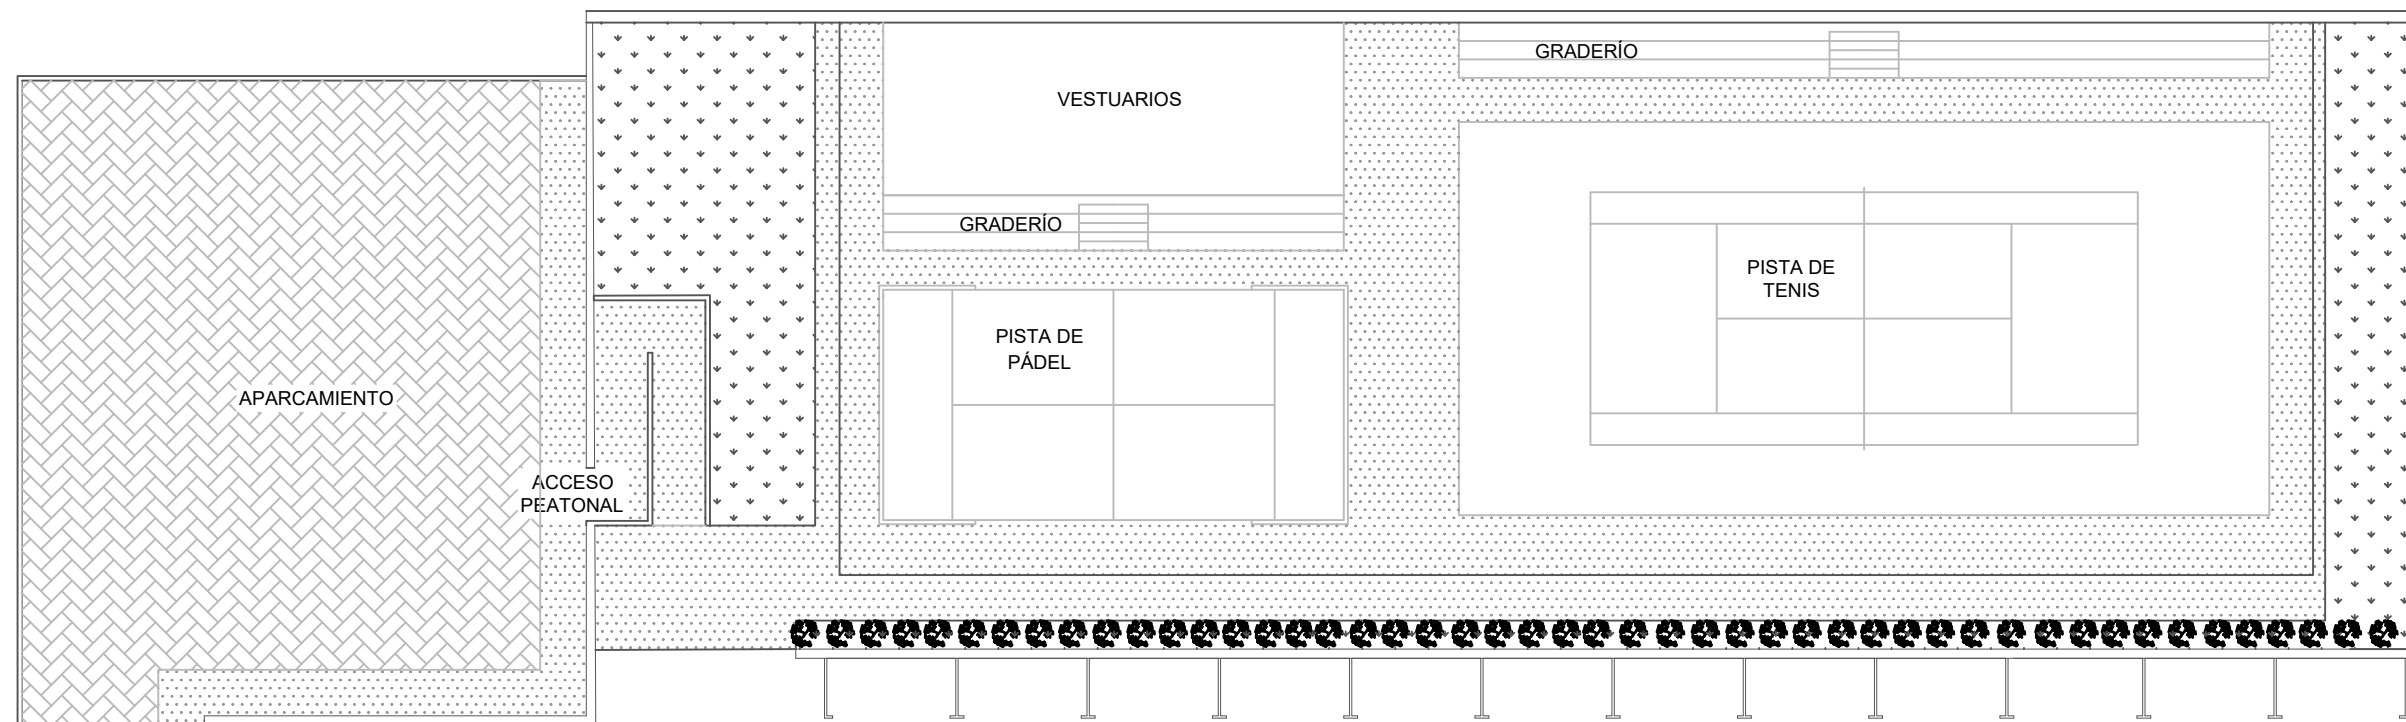 GRADERÍO
VESTUARIOS
GRADERÍO
PISTA DE
TENIS
PISTA DE
PÁDEL
APARCAMIENTO
ACCESO
PEATONAL